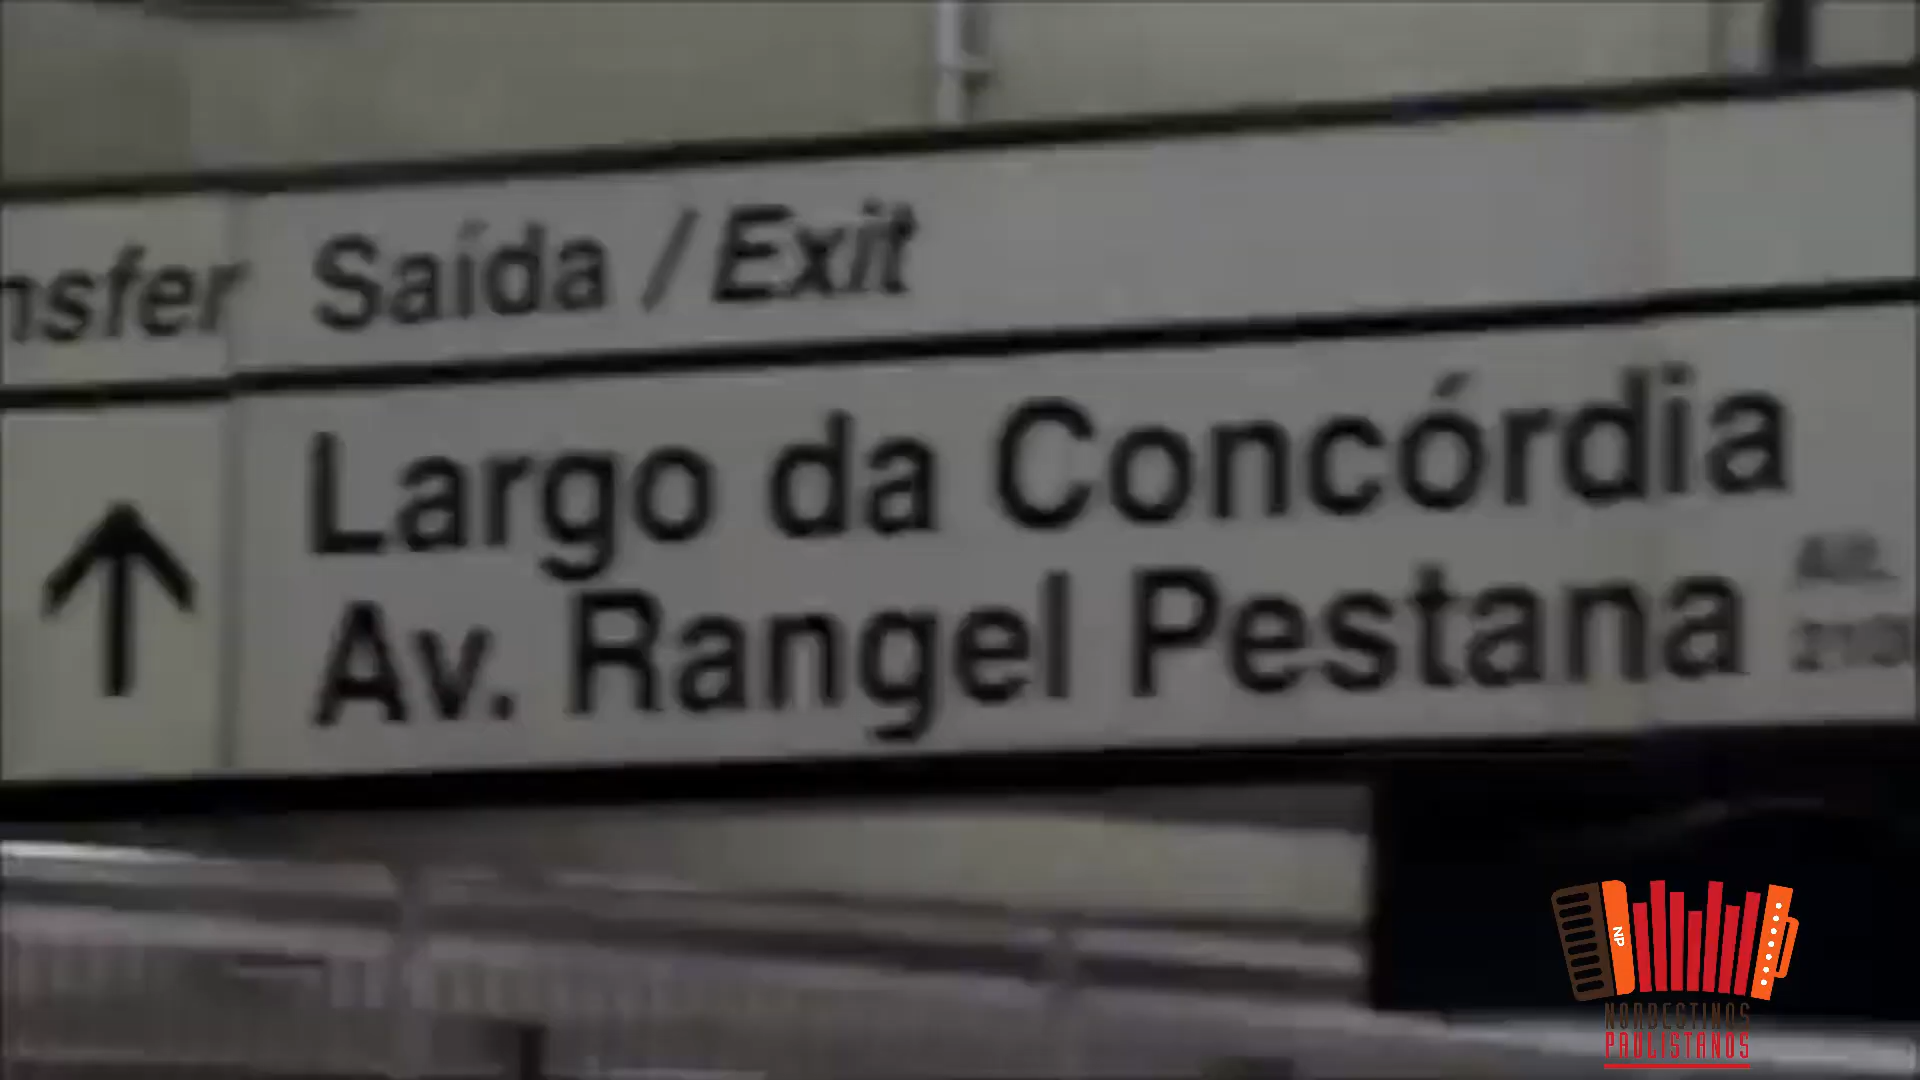 nsfer
Saída / Exit
Largo da Concórdia
Av. Rangel Pestana
NP
NORDESTINOS
PAULISTANOS